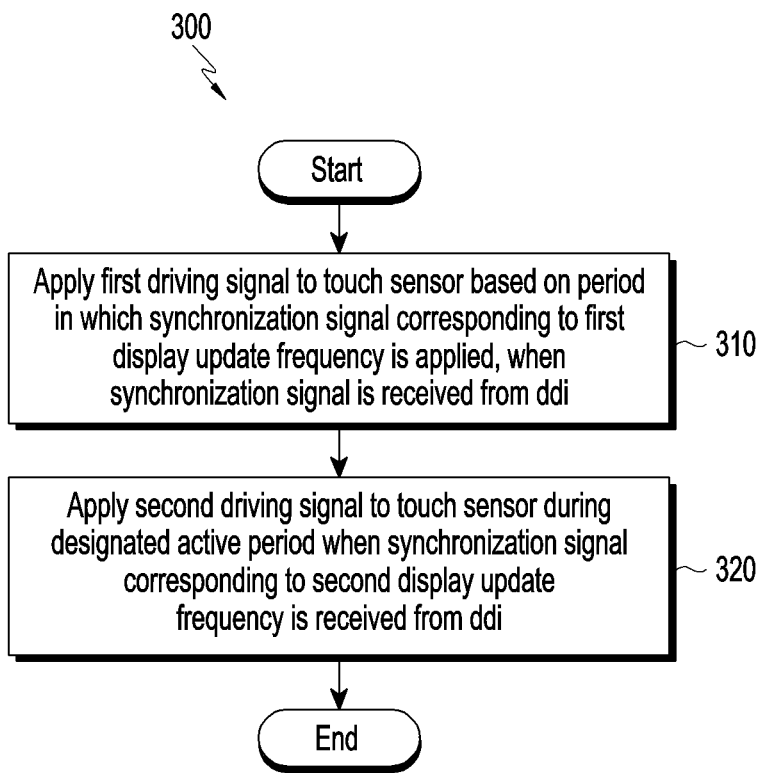 300
Start
Apply first driving signal to touch sensor based on period
in which synchronization signal corresponding to first
display update frequency is applied, when
synchronization signal is received from ddi
310
Apply second driving signal to touch sensor during
designated active period when synchronization signal
corresponding to second display update
frequency is received from ddi
320
End